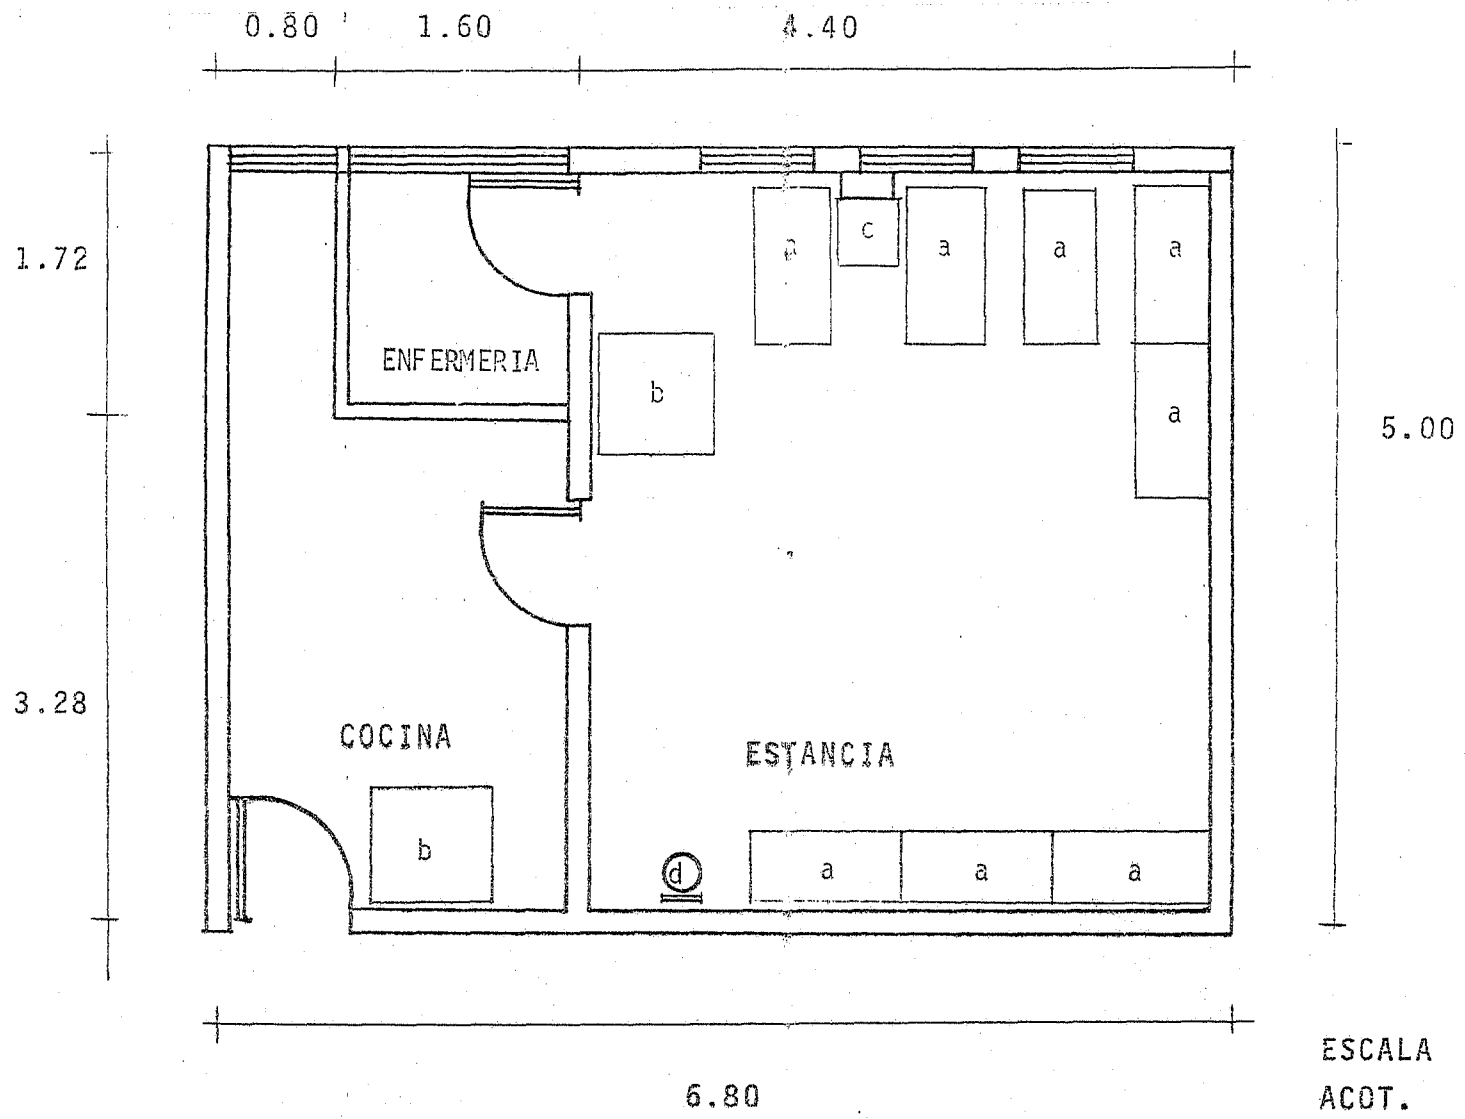 0.80 1.60 4.40
1.72
c
a a a a
ENFERMERIA
b
a
5.00
3.28
COCINA
ESTANCIA
b
d a a a
ESCALA
6.80
ACOT.